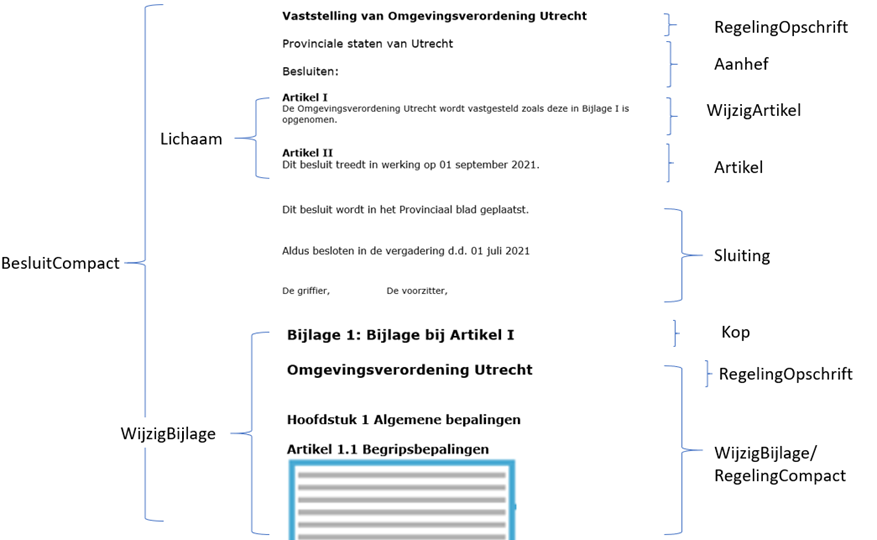 Vaststelling van Omgevingsverordening Utrecht
RegelingOpschrift
Provinciale staten van Utrecht
Aanhef
Besluiten:
Artikel I
De Omgevingsverordening Utrecht wordt vastgesteld zoals deze in Bijlage I is
opgenomen.
WijzigArtikel
Lichaam
Artikel II
Dit besluit treedt in werking op 01 september 2021.
Artikel
Dit besluit wordt in het Provinciaal blad geplaatst.
Aldus besloten in de vergadering d.d. 01 juli 2021
Sluiting
BesluitCompact
De griffier, De voorzitter,
Bijlage 1: Bijlage bij Artikel I
Kop
Omgevingsverordening Utrecht
RegelingOpschrift
Hoofdstuk 1 Algemene bepalingen
WijzigBijlage
Artikel 1.1 Begripsbepalingen
WijzigBijlage/
RegelingCompact